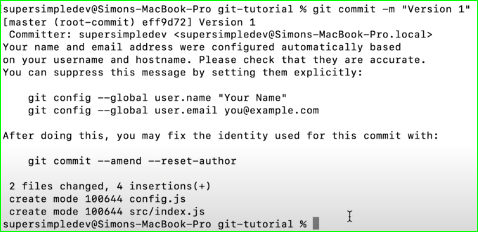 supersimpledev@Simons-MacBook-Pro git-tutorial % git commit -m "Version 1"
[master (root-commit) eff9d72] Version 1
 Committer: supersimpledev <supersimpledev@Simons-MacBook-Pro.local>
Your name and email address were configured automatically based
on your username and hostname. Please check that they are accurate.
You can suppress this message by setting them explicitly:
    git config --global user.name "Your Name"
    git config --global user.email you@example.com
After doing this, you may fix the identity used for this commit with:
    git commit --amend --reset-author
 2 files changed, 4 insertions(+)
 create mode 100644 config.js
 create mode 100644 src/index.js
supersimpledev@Simons-MacBook-Pro git-tutorial %